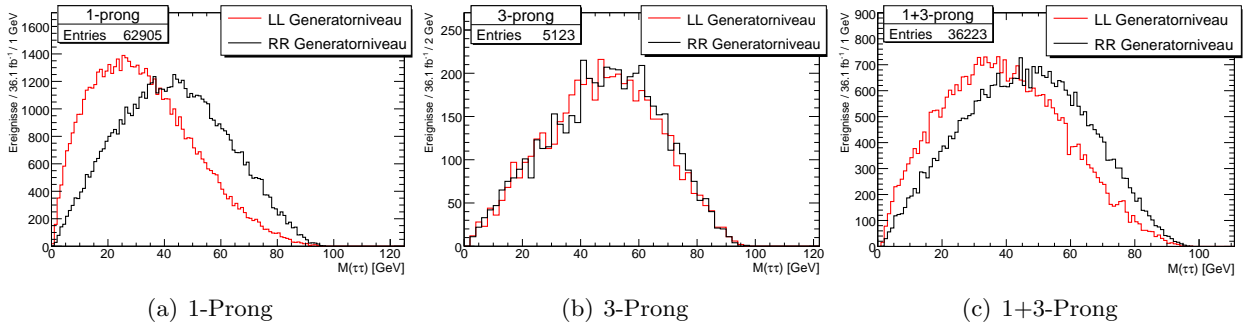 1-prong
Entries 62905
LL Generatorniveau
RR Generatorniveau
Ereignisse / 36.1 fb⁻¹ / 1 GeV
1600
1400
1200
1000
800
600
400
200
0
0 20 40 60 80 100 120
M(ττ) [GeV]
(a) 1-Prong
3-prong
Entries 5123
LL Generatorniveau
RR Generatorniveau
Ereignisse / 36.1 fb⁻¹ / 2 GeV
250
200
150
100
50
0
0 20 40 60 80 100 120
M(ττ) [GeV]
(b) 3-Prong
1+3-prong
Entries 36223
LL Generatorniveau
RR Generatorniveau
Ereignisse / 36.1 fb⁻¹ / 1 GeV
900
800
700
600
500
400
300
200
100
0
0 20 40 60 80 100
M(ττ) [GeV]
(c) 1+3-Prong